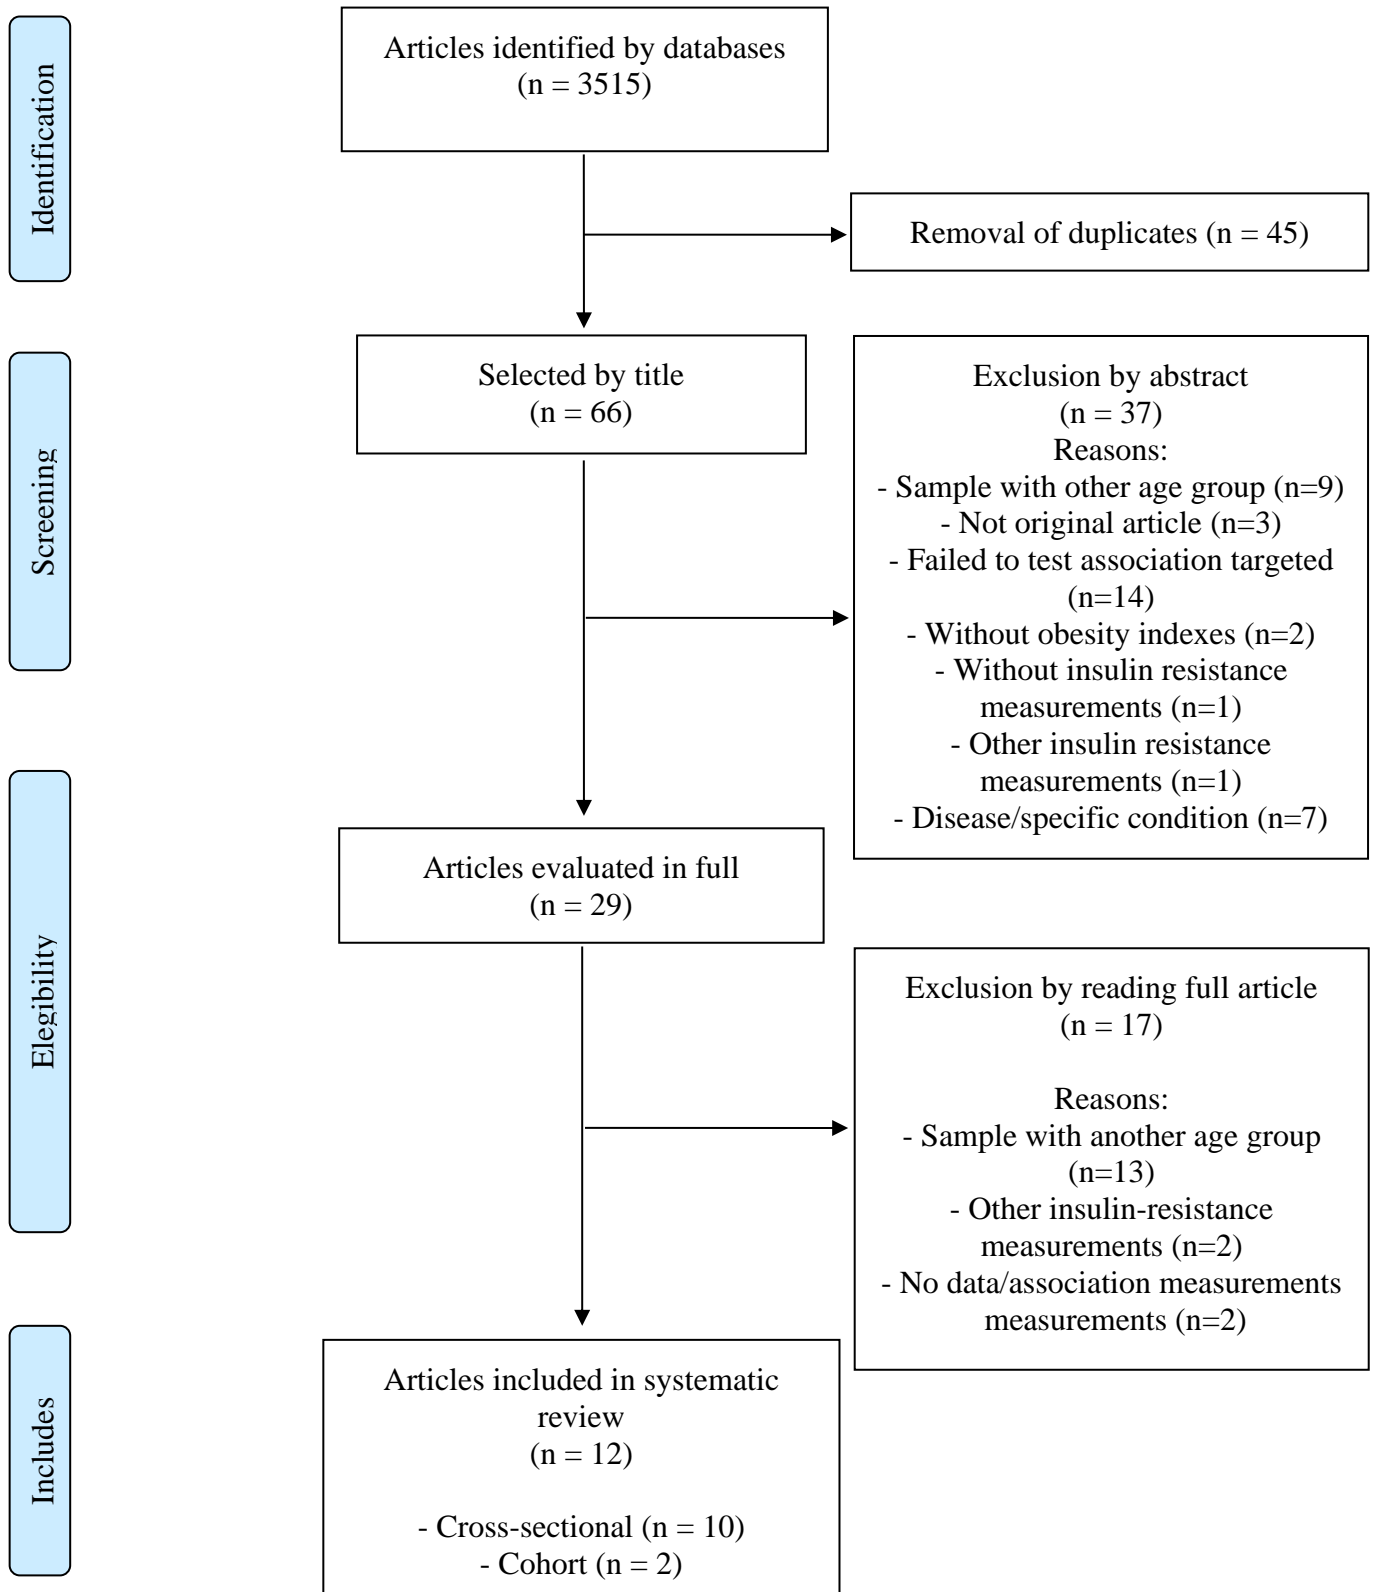 Identification
Articles identified by databases
(n = 3515)
Removal of duplicates (n = 45)
Screening
Selected by title
(n = 66)
Exclusion by abstract
(n = 37)
Reasons:
- Sample with other age group (n=9)
- Not original article (n=3)
- Failed to test association targeted
(n=14)
- Without obesity indexes (n=2)
- Without insulin resistance
measurements (n=1)
- Other insulin resistance
measurements (n=1)
- Disease/specific condition (n=7)
Elegibility
Articles evaluated in full
(n = 29)
Exclusion by reading full article
(n = 17)
Reasons:
- Sample with another age group
(n=13)
- Other insulin-resistance
measurements (n=2)
- No data/association measurements
measurements (n=2)
Includes
Articles included in systematic
review
(n = 12)
- Cross-sectional (n = 10)
- Cohort (n = 2)